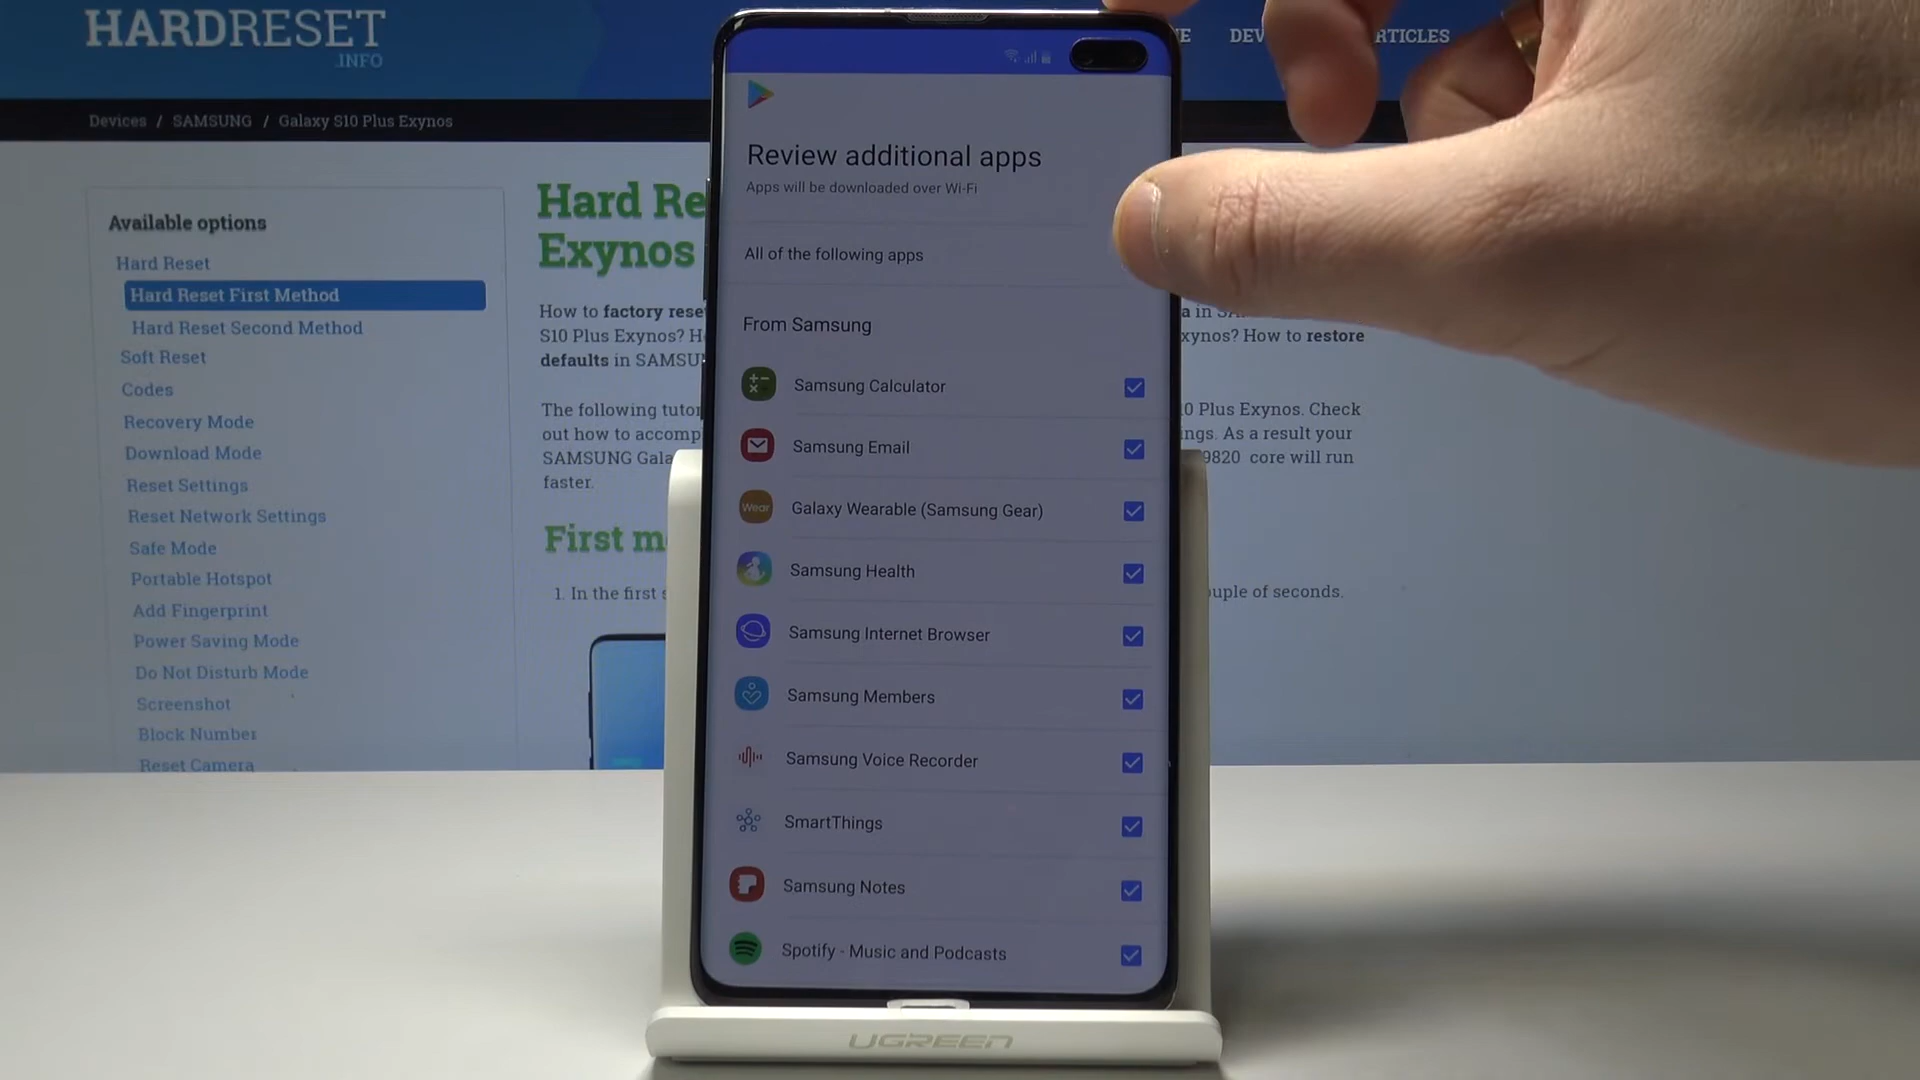 HARDRESET
.INFO
DEV
RTICLES
Devices / SAMSUNG / Galaxy S10 Plus Exynos
Available options
Hard Reset
Hard Reset First Method
Hard Reset Second Method
Soft Reset
Codes
Recovery Mode
Download Mode
Reset Settings
Reset Network Settings
Safe Mode
Portable Hotspot
Add Fingerprint
Power Saving Mode
Do Not Disturb Mode
Screenshot
Block Number
Reset Camera
Hard Re
Exynos
How to factory rese
S10 Plus Exynos? H
defaults in SAMSU
xynos? How to restore
The following tutor
out how to accomp
SAMSUNG Gala
faster.
0 Plus Exynos. Check
ings. As a result your
9820 core will run
First m
1. In the first s
ouple of seconds.
Review additional apps
Apps will be downloaded over Wi-Fi
All of the following apps
From Samsung
Samsung Calculator
Samsung Email
Wear
Galaxy Wearable (Samsung Gear)
Samsung Health
Samsung Internet Browser
Samsung Members
Samsung Voice Recorder
SmartThings
Samsung Notes
Spotify - Music and Podcasts
UGREEN